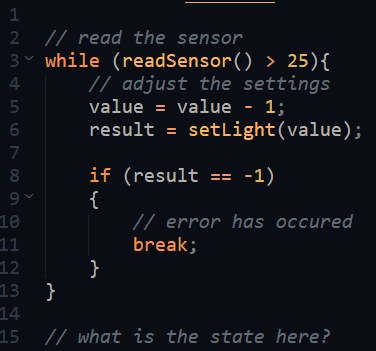 1
2 // read the sensor
3 while (readSensor() > 25){
4 // adjust the settings
5 value = value - 1;
6 result = setLight(value);
7
8 if (result == -1)
9 {
10 // error has occured
11 break;
12 }
13 }
14
15 // what is the state here?